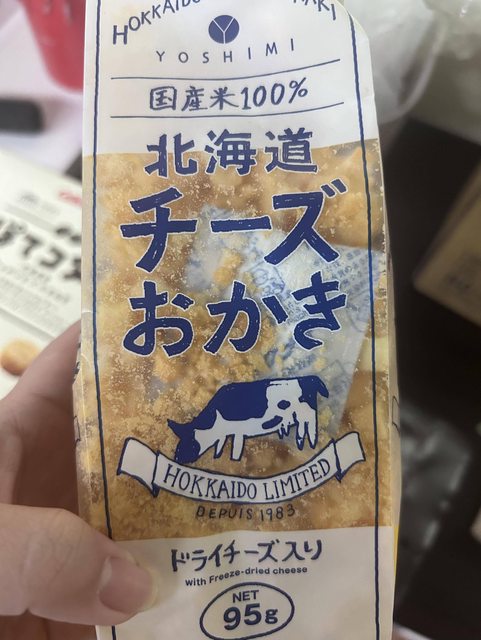 HOKKAIDO
YOSHIMI
国産米100%
北海道
チーズ
おかき
HOKKAIDO LIMITED
DEPUIS 1983
ドライチーズ入り
with Freeze-dried cheese
NET
95g